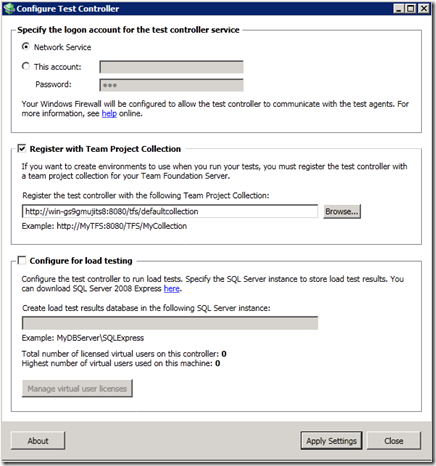 Configure Test Controller
Specify the logon account for the test controller service
Network Service
This account:
Password:
Your Windows Firewall will be configured to allow the test controller to communicate with the test agents. For
more information, see help online.
Register with Team Project Collection
If you want to create environments to use when you run your tests, you must register the test controller with
a team project collection for your Team Foundation Server.
Register the test controller with the following Team Project Collection:
http://win-gs9gmujits8:8080/tfs/defaultcollection
Browse...
Example: http://MyTFS:8080/TFS/MyCollection
Configure for load testing
Configure the test controller to run load tests. Specify the SQL Server instance to store load test results. You
can download SQL Server 2008 Express here.
Create load test results database in the following SQL Server instance:
Example: MyDBServer\SQLExpress
Total number of licensed virtual users on this controller: 0
Highest number of virtual users used on this machine: 0
Manage virtual user licenses
About
Apply Settings
Close